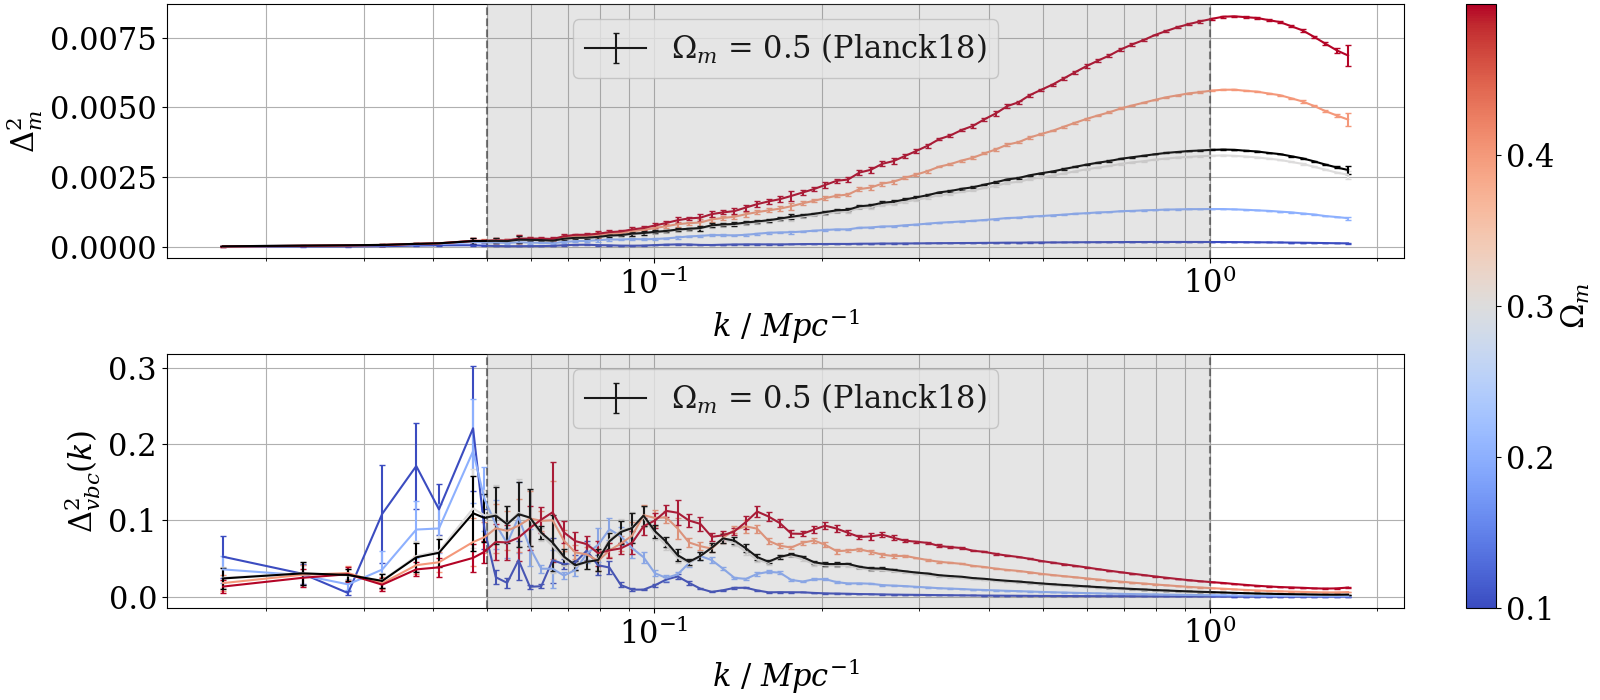 Δ²ₘ
0.0075
0.0050
0.0025
0.0000
Ωₘ = 0.5 (Planck18)
10⁻¹
10⁰
k / Mpc⁻¹
Δ²vbc(k)
0.3
0.2
0.1
0.0
Ωₘ = 0.5 (Planck18)
10⁻¹
10⁰
k / Mpc⁻¹
0.4
0.3
0.2
0.1
Ωₘ